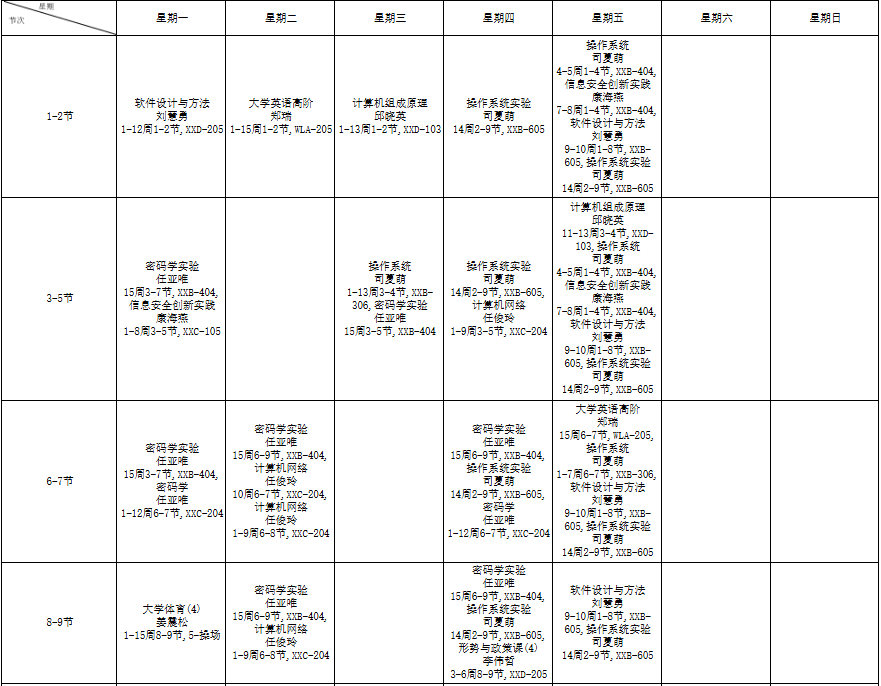 星期
节次
星期一
星期二
星期三
星期四
星期五
星期六
星期日
1-2节
软件设计与方法
刘慧勇
1-12周1-2节,XXD-205
大学英语高阶
郑瑞
1-15周1-2节,WLA-205
计算机组成原理
邱晓英
1-13周1-2节,XXD-103
操作系统实验
司夏萌
14周2-9节,XXB-605
操作系统
司夏萌
4-5周1-4节,XXB-404,
信息安全创新实践
康海燕
7-8周1-4节,XXB-404,
软件设计与方法
刘慧勇
9-10周1-8节,XXB-
605,操作系统实验
司夏萌
14周2-9节,XXB-605
3-5节
密码学实验
任亚唯
15周3-7节,XXB-404,
信息安全创新实践
康海燕
1-8周3-5节,XXC-105
操作系统
司夏萌
1-13周3-4节,XXB-
306,密码学实验
任亚唯
15周3-5节,XXB-404
操作系统实验
司夏萌
14周2-9节,XXB-605,
计算机网络
任俊玲
1-9周3-5节,XXC-204
计算机组成原理
邱晓英
11-13周3-4节,XXD-
103,操作系统
司夏萌
4-5周1-4节,XXB-404,
信息安全创新实践
康海燕
7-8周1-4节,XXB-404,
软件设计与方法
刘慧勇
9-10周1-8节,XXB-
605,操作系统实验
司夏萌
14周2-9节,XXB-605
6-7节
密码学实验
任亚唯
15周3-7节,XXB-404,
密码学
任亚唯
1-12周6-7节,XXC-204
密码学实验
任亚唯
15周6-9节,XXB-404,
计算机网络
任俊玲
10周6-7节,XXC-204,
计算机网络
任俊玲
1-9周6-8节,XXC-204
密码学实验
任亚唯
15周6-9节,XXB-404,
操作系统实验
司夏萌
14周2-9节,XXB-605,
密码学
任亚唯
1-12周6-7节,XXC-204
大学英语高阶
郑瑞
15周6-7节,WLA-205,
操作系统
司夏萌
1-7周6-7节,XXB-306,
软件设计与方法
刘慧勇
9-10周1-8节,XXB-
605,操作系统实验
司夏萌
14周2-9节,XXB-605
8-9节
大学体育(4)
姜震松
1-15周8-9节,5-操场
密码学实验
任亚唯
15周6-9节,XXB-404,
计算机网络
任俊玲
1-9周6-8节,XXC-204
密码学实验
任亚唯
15周6-9节,XXB-404,
操作系统实验
司夏萌
14周2-9节,XXB-605,
形势与政策课(4)
李伟哲
3-6周8-9节,XXD-205
软件设计与方法
刘慧勇
9-10周1-8节,XXB-
605,操作系统实验
司夏萌
14周2-9节,XXB-605